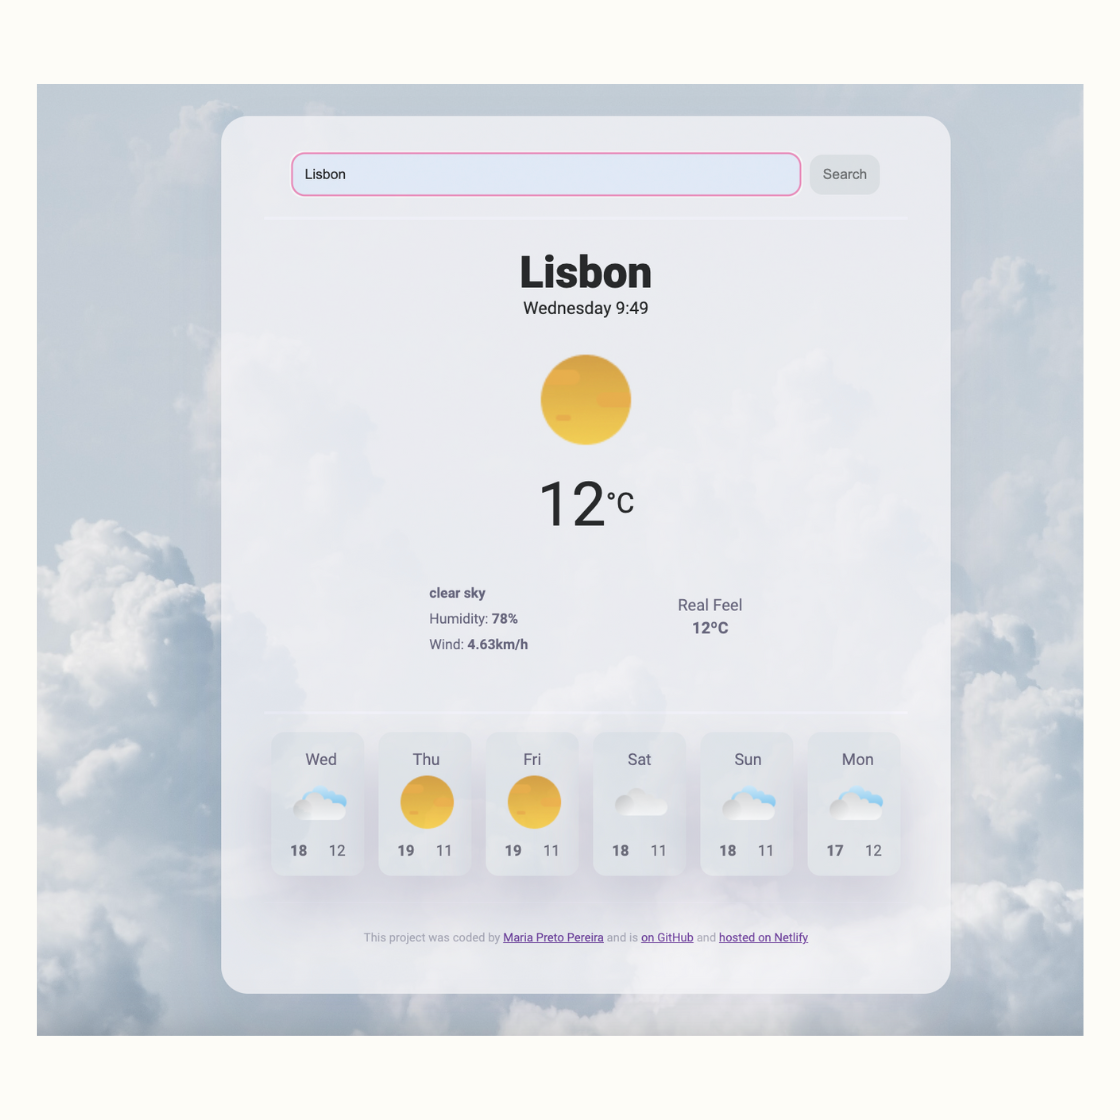 Lisbon
Search
Lisbon
Wednesday 9:49
12°C
clear sky
Humidity: 78%
Wind: 4.63km/h
Real Feel
12ºC
Wed Thu Fri Sat Sun Mon
18 12 19 11 19 11 18 11 18 11 17 12
This project was coded by Maria Preto Pereira and is on GitHub and hosted on Netlify